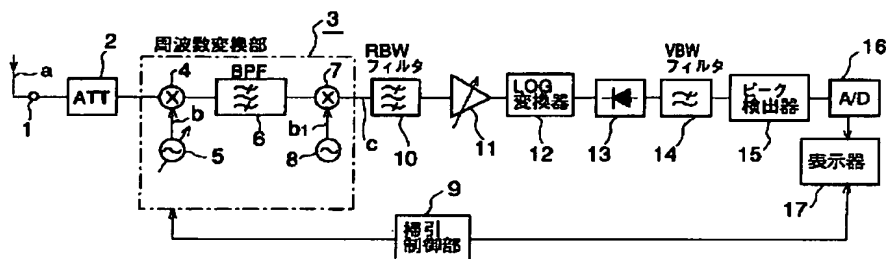 3
16
2
周波数変換部
RBW
フィルタ
VBW
フィルタ
a
4
BPF
7
LOG
変換器
ピーク
検出器
A/D
ATT
1
b
6
b1
c
10
11
12
13
14
15
5
8
表示器
9
17
掃引
制御部